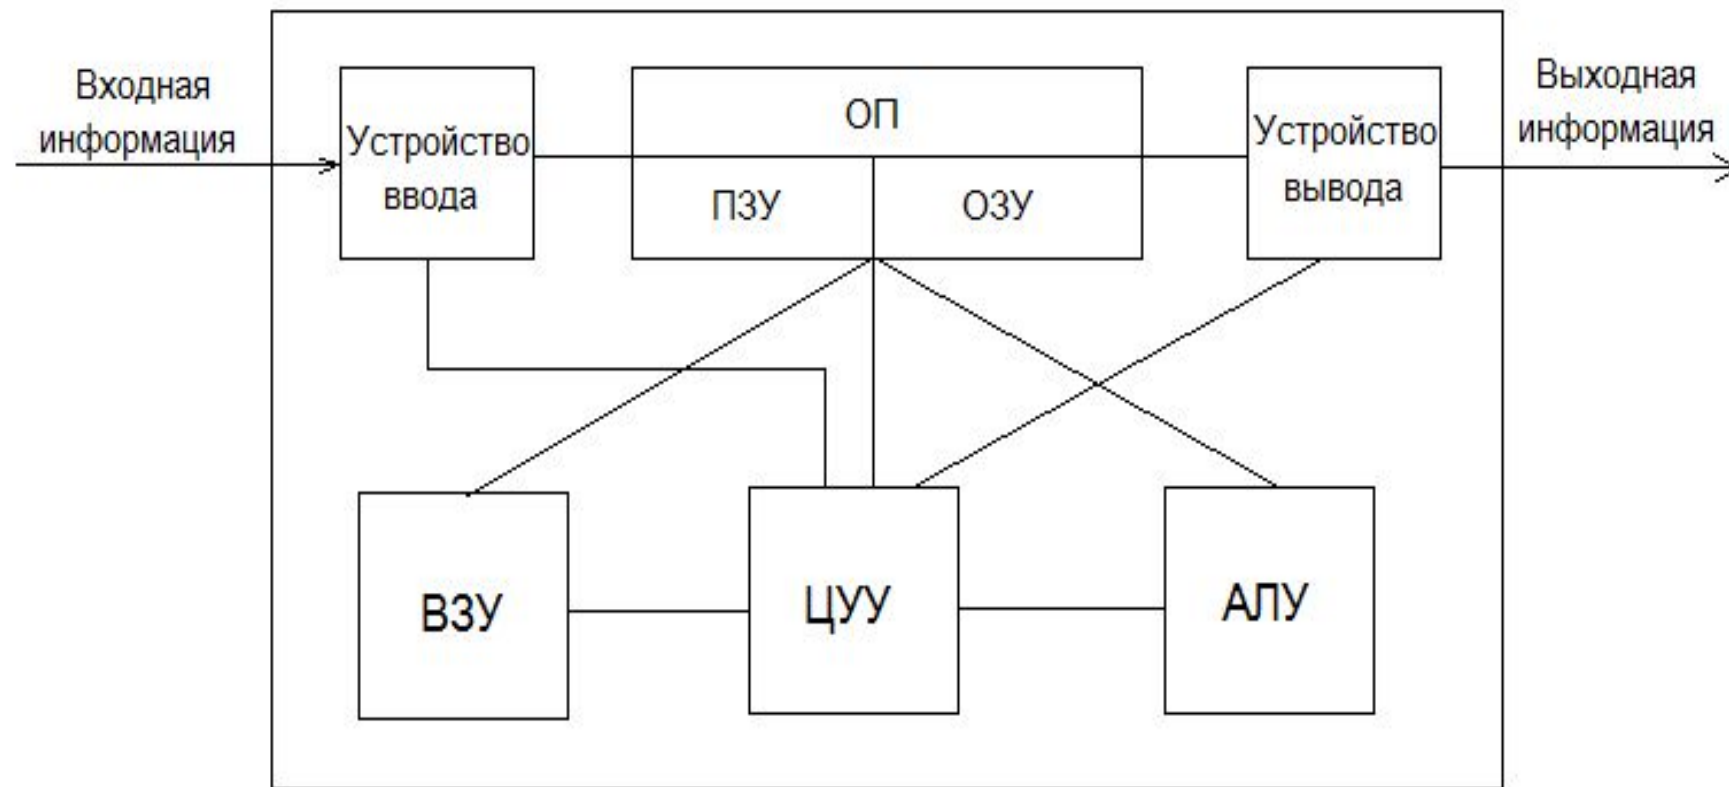 Входная
информация
Устройство
ввода
ОП
ПЗУ
ОЗУ
Устройство
вывода
Выходная
информация
ВЗУ
ЦУУ
АЛУ